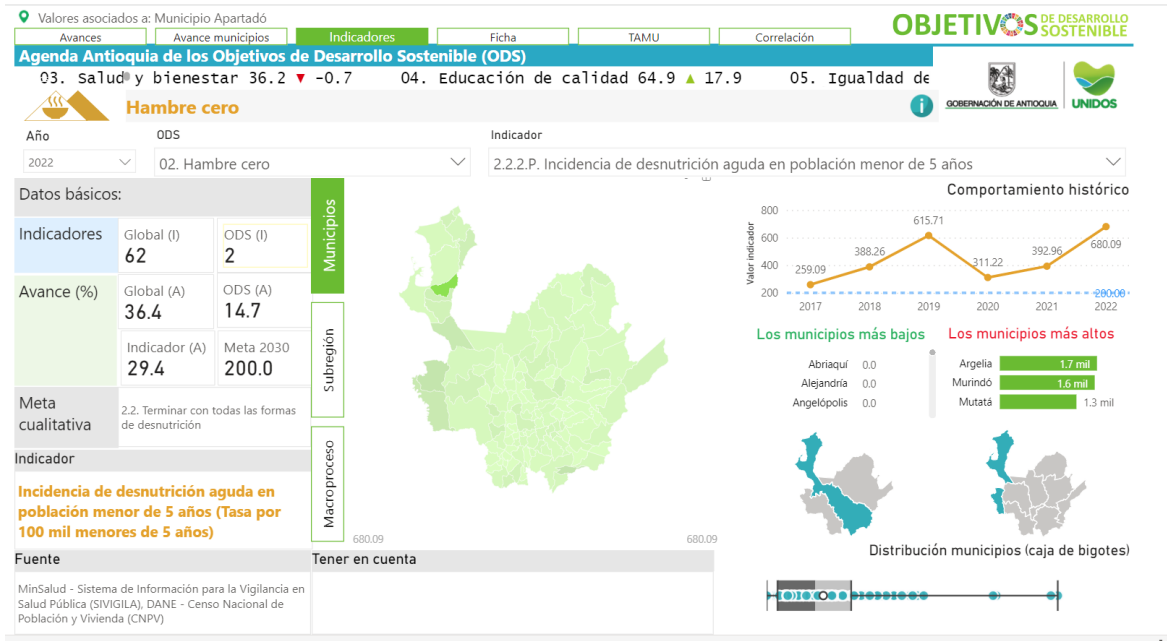 Valores asociados a: Municipio Apartadó
Avances
Avance municipios
Indicadores
Ficha
TAMU
Correlación
OBJETIVOS DE DESARROLLO SOSTENIBLE
Agenda Antioquia de los Objetivos de Desarrollo Sostenible (ODS)
03. Salud y bienestar 36.2 ▼ -0.7 04. Educación de calidad 64.9 ▲ 17.9 05. Igualdad de
GOBERNACIÓN DE ANTIOQUIA
UNIDOS
Hambre cero
i
Año
ODS
Indicador
2022
02. Hambre cero
2.2.2.P. Incidencia de desnutrición aguda en población menor de 5 años
Datos básicos:
Indicadores
Global (I)
62
ODS (I)
2
Avance (%)
Global (A)
36.4
ODS (A)
14.7
Indicador (A)
29.4
Meta 2030
200.0
Meta
cualitativa
2.2. Terminar con todas las formas
de desnutrición
Indicador
Incidencia de desnutrición aguda en
población menor de 5 años (Tasa por
100 mil menores de 5 años)
Fuente
MinSalud - Sistema de Información para la Vigilancia en
Salud Pública (SIVIGILA), DANE - Censo Nacional de
Población y Vivienda (CNPV)
Municipios
Subregión
Macroproceso
680.09
680.09
Tener en cuenta
Comportamiento histórico
Valor indicador
800
600
400
200
259.09
388.26
615.71
311.22
392.96
680.09
200.00
2017
2018
2019
2020
2021
2022
Los municipios más bajos
Abriaquí 0.0
Alejandría 0.0
Angelópolis 0.0
Los municipios más altos
Argelia 1.7 mil
Murindó 1.6 mil
Mutatá 1.3 mil
Distribución municipios (caja de bigotes)